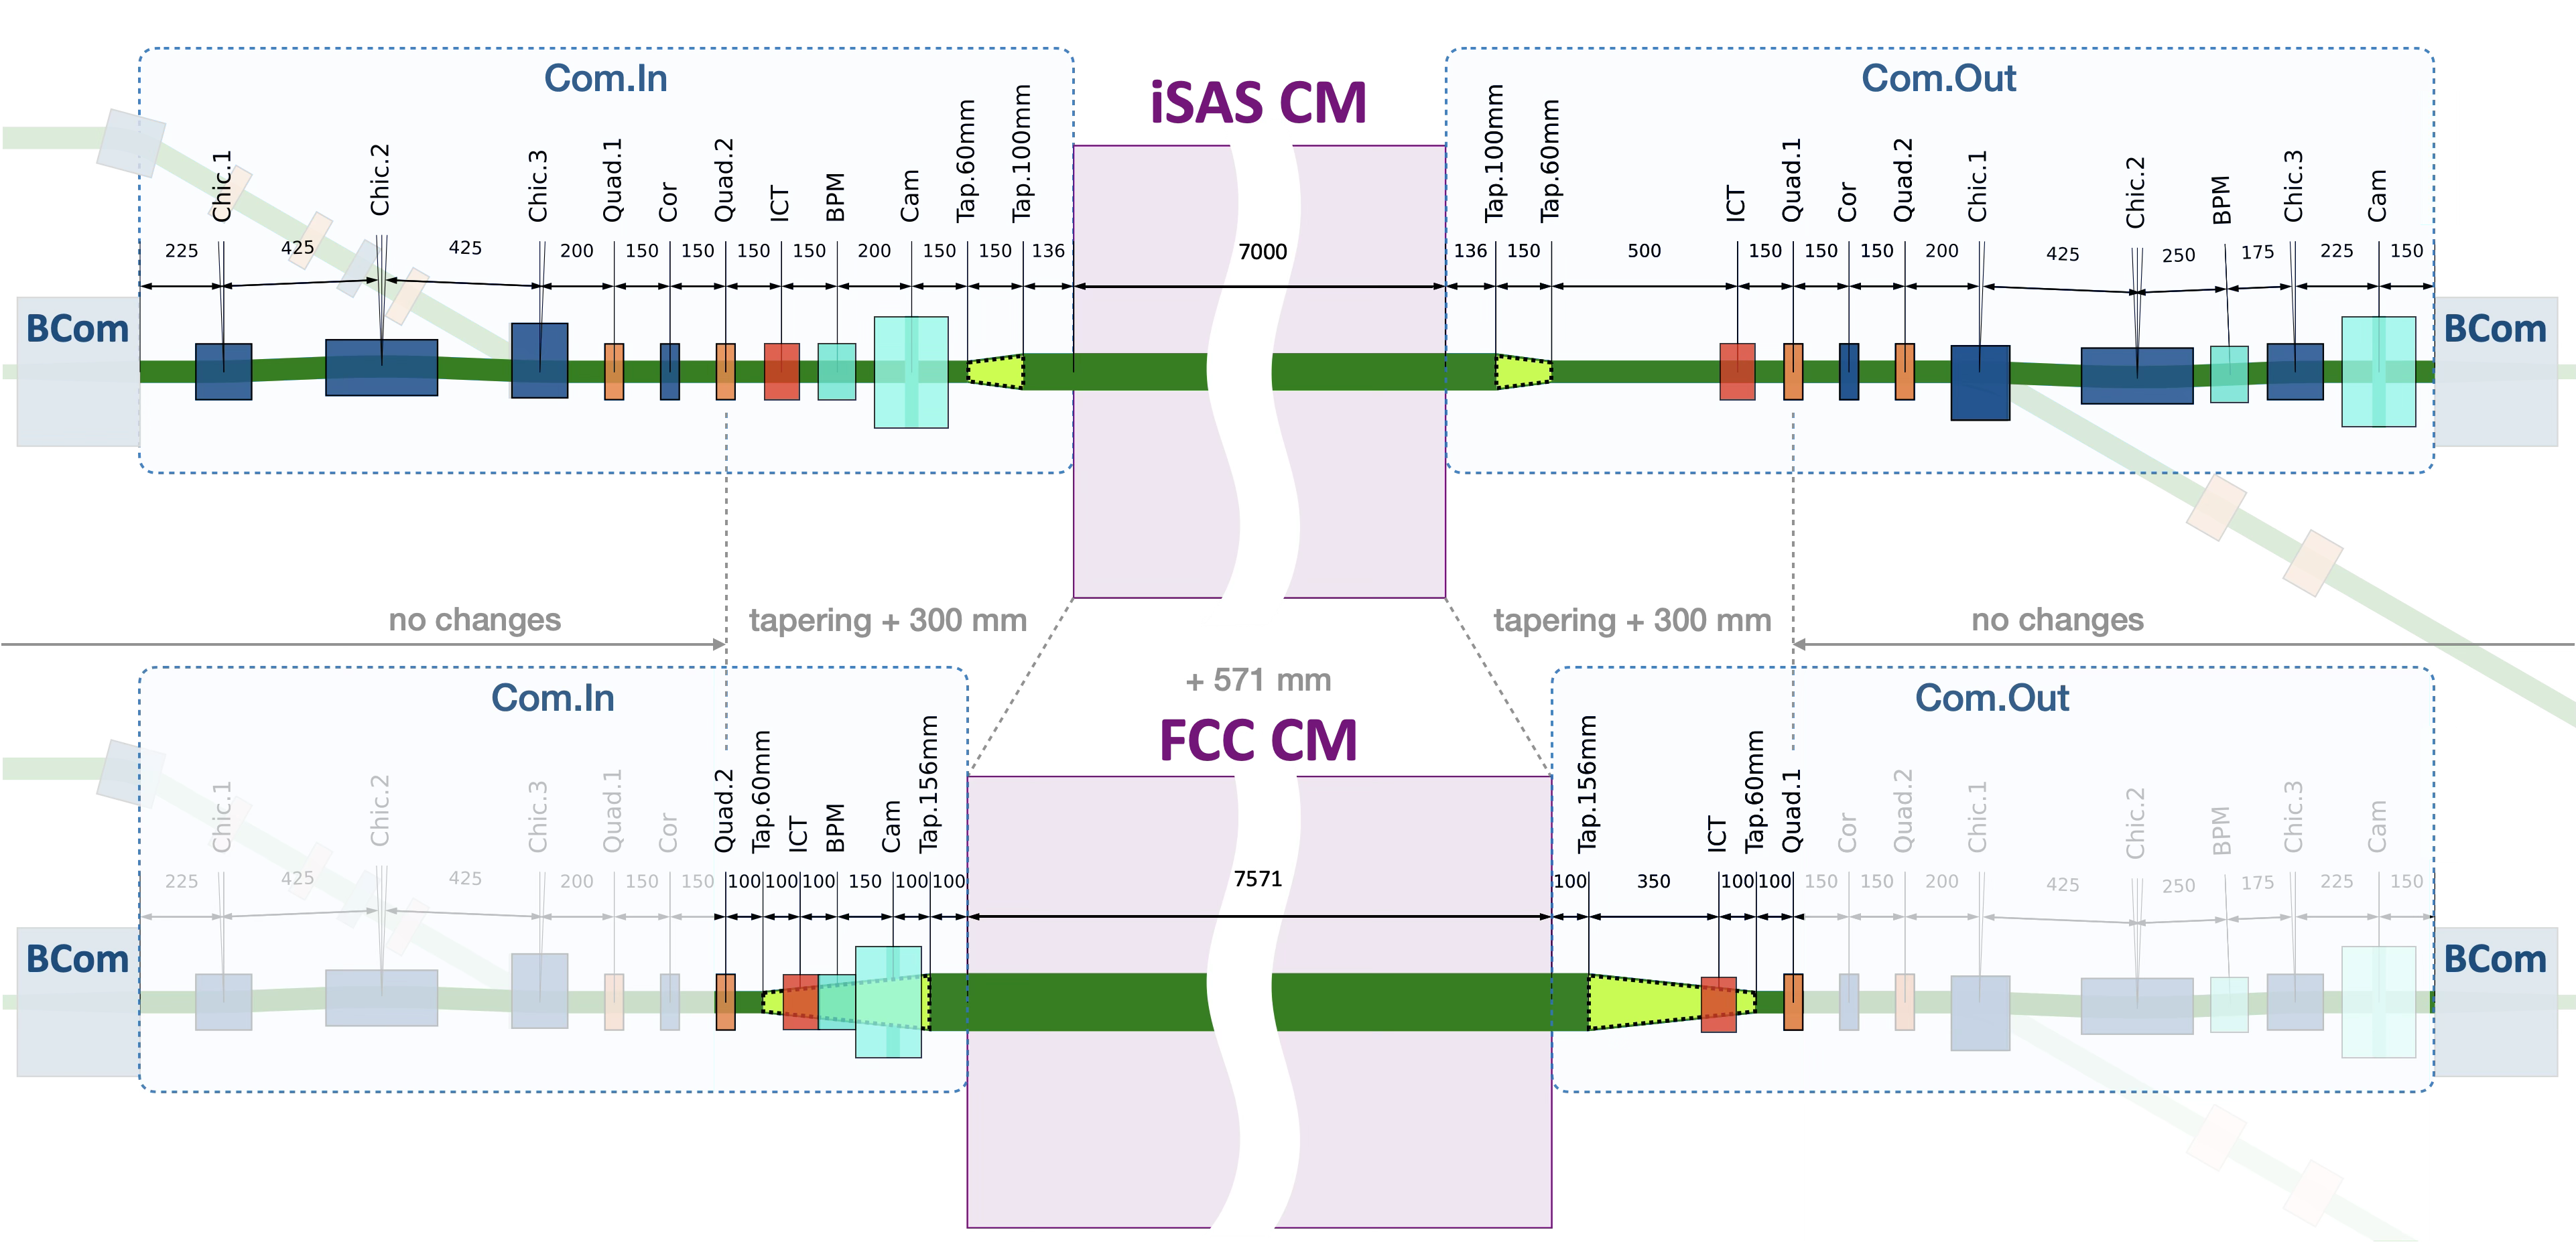 Com.In
iSAS CM
Com.Out
Chic.1
Chic.2
Chic.3
Quad.1
Cor
Quad.2
ICT
BPM
Cam
Tap.60mm
Tap.100mm
Tap.100mm
Tap.60mm
ICT
Quad.1
Cor
Quad.2
Chic.1
Chic.2
BPM
Chic.3
Cam
225 425 425 200 150 150 150 150 200 150 150 136 7000 136 150 500 150 150 150 200 425 250 175 225 150
BCom
BCom
no changes
tapering + 300 mm
tapering + 300 mm
no changes
+ 571 mm
Com.In
FCC CM
Com.Out
Chic.1
Chic.2
Chic.3
Quad.1
Cor
Quad.2
Tap.60mm
ICT
BPM
Cam
Tap.156mm
Tap.156mm
ICT
Tap.60mm
Quad.1
Cor
Quad.2
Chic.1
Chic.2
BPM
Chic.3
Cam
225 425 425 200 150 150 100 100 100 150 100 100 7571 100 350 100 100 150 150 200 425 250 175 225 150
BCom
BCom